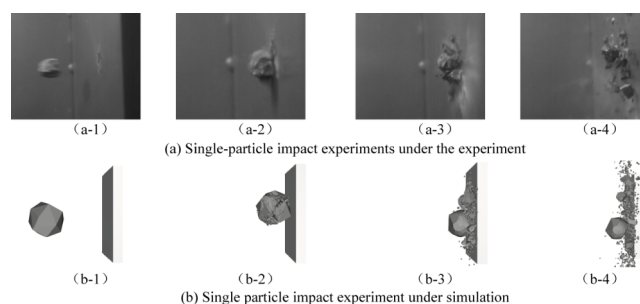 (a-1) (a-2) (a-3) (a-4)
(a) Single-particle impact experiments under the experiment
(b-1) (b-2) (b-3) (b-4)
(b) Single particle impact experiment under simulation